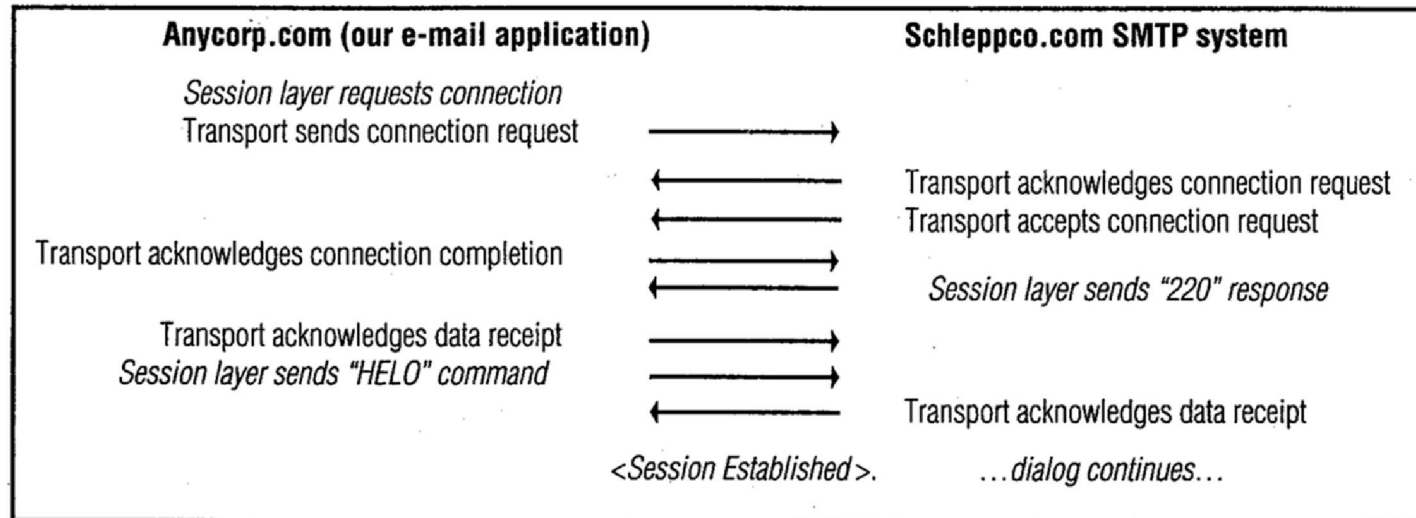 Anycorp.com (our e-mail application) Schleppco.com SMTP system
Session layer requests connection
Transport sends connection request
Transport acknowledges connection request
Transport accepts connection request
Transport acknowledges connection completion
Session layer sends “220” response
Transport acknowledges data receipt
Session layer sends “HELO” command
Transport acknowledges data receipt
<Session Established>. ...dialog continues...